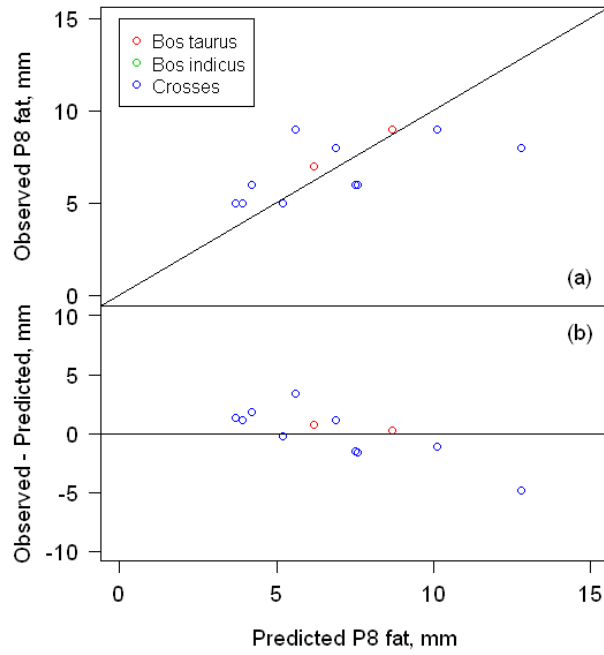 15
10
5
0
Observed P8 fat, mm
Bos taurus
Bos indicus
Crosses
(a)
10
5
0
-5
-10
Observed - Predicted, mm
(b)
0 5 10 15
Predicted P8 fat, mm